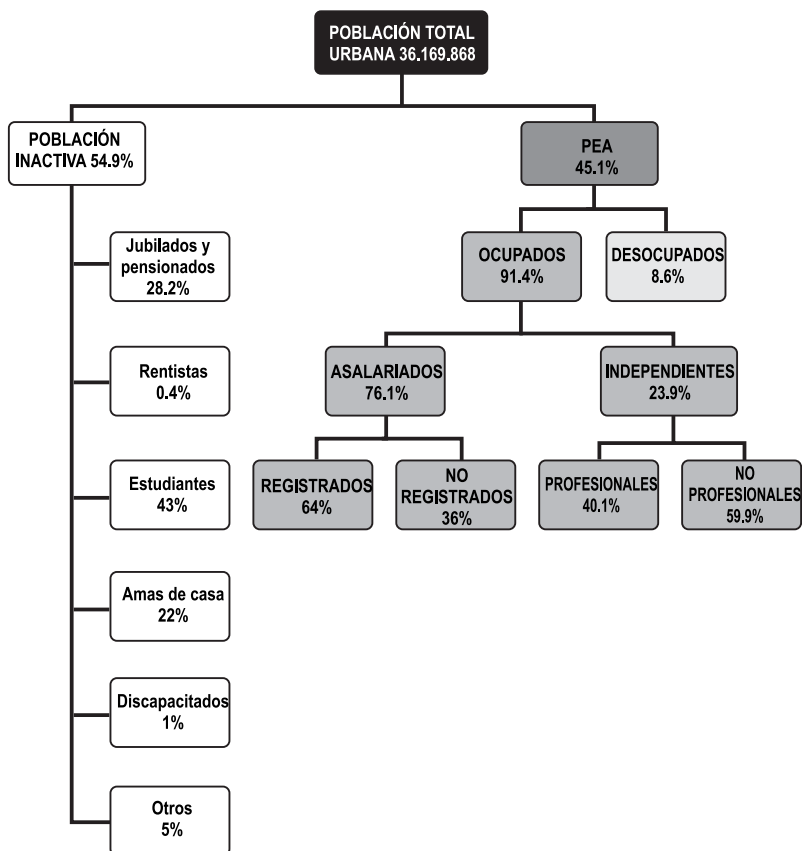 POBLACIÓN TOTAL
URBANA 36.169.868
POBLACIÓN
INACTIVA 54.9%
PEA
45.1%
Jubilados y
pensionados
28.2%
OCUPADOS
91.4%
DESOCUPADOS
8.6%
Rentistas
0.4%
ASALARIADOS
76.1%
INDEPENDIENTES
23.9%
Estudiantes
43%
REGISTRADOS
64%
NO
REGISTRADOS
36%
PROFESIONALES
40.1%
NO
PROFESIONALES
59.9%
Amas de casa
22%
Discapacitados
1%
Otros
5%